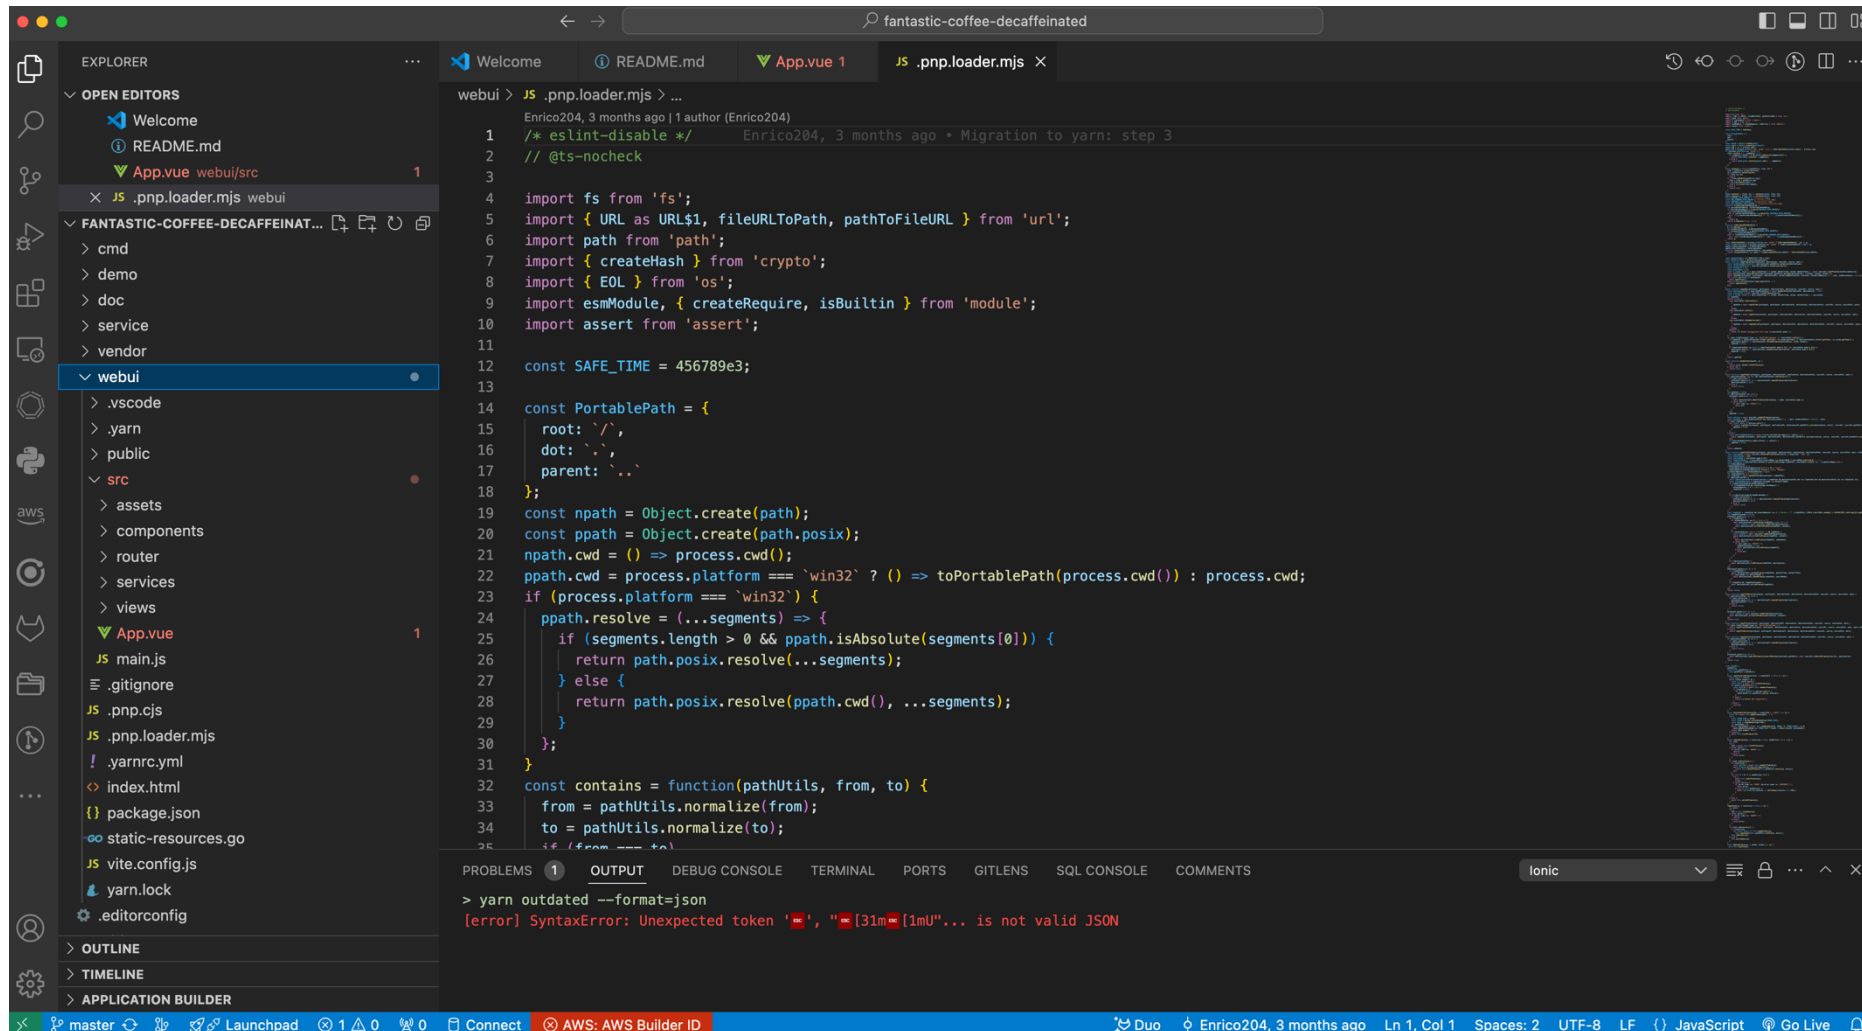 fantastic-coffee-decaffeinated
EXPLORER
Welcome
README.md
App.vue 1
JS .pnp.loader.mjs
OPEN EDITORS
Welcome
README.md
App.vue webui/src 1
JS .pnp.loader.mjs webui
FANTASTIC-COFFEE-DECAFFEINAT...
cmd
demo
doc
service
vendor
webui
.vscode
.yarn
public
src
assets
components
router
services
views
App.vue 1
JS main.js
.gitignore
JS .pnp.cjs
JS .pnp.loader.mjs
! .yarnrc.yml
index.html
{} package.json
GO static-resources.go
JS vite.config.js
yarn.lock
.editorconfig
OUTLINE
TIMELINE
APPLICATION BUILDER
aws
webui > JS .pnp.loader.mjs > ...
Enrico204, 3 months ago | 1 author (Enrico204)
1 /* eslint-disable */ Enrico204, 3 months ago • Migration to yarn: step 3
2 // @ts-nocheck
3
4 import fs from 'fs';
5 import { URL as URL$1, fileURLToPath, pathToFileURL } from 'url';
6 import path from 'path';
7 import { createHash } from 'crypto';
8 import { EOL } from 'os';
9 import esmModule, { createRequire, isBuiltin } from 'module';
10 import assert from 'assert';
11
12 const SAFE_TIME = 456789e3;
13
14 const PortablePath = {
15 root: `/`,
16 dot: `.`,
17 parent: `..`
18 };
19 const npath = Object.create(path);
20 const ppath = Object.create(path.posix);
21 npath.cwd = () => process.cwd();
22 ppath.cwd = process.platform === `win32` ? () => toPortablePath(process.cwd()) : process.cwd;
23 if (process.platform === `win32`) {
24 ppath.resolve = (...segments) => {
25 if (segments.length > 0 && ppath.isAbsolute(segments[0])) {
26 return path.posix.resolve(...segments);
27 } else {
28 return path.posix.resolve(ppath.cwd(), ...segments);
29 }
30 };
31 }
32 const contains = function(pathUtils, from, to) {
33 from = pathUtils.normalize(from);
34 to = pathUtils.normalize(to);
35 if (from === to)
PROBLEMS 1 OUTPUT DEBUG CONSOLE TERMINAL PORTS GITLENS SQL CONSOLE COMMENTS Ionic
> yarn outdated --format=json
[error] SyntaxError: Unexpected token '␛', "␛[31m␛[1mU"... is not valid JSON
master Launchpad 1 0 0 Connect AWS: AWS Builder ID Duo Enrico204, 3 months ago Ln 1, Col 1 Spaces: 2 UTF-8 LF {} JavaScript Go Live